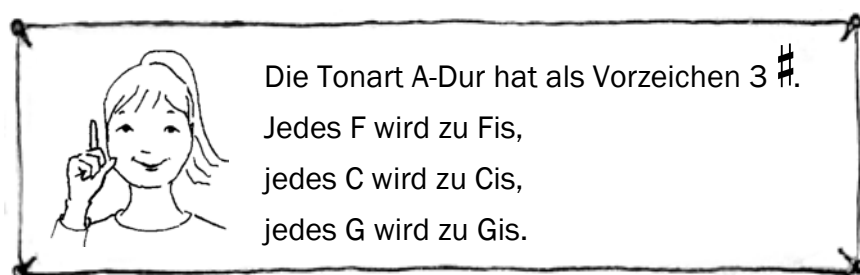 Die Tonart A-Dur hat als Vorzeichen 3 ♯.
Jedes F wird zu Fis,
jedes C wird zu Cis,
jedes G wird zu Gis.